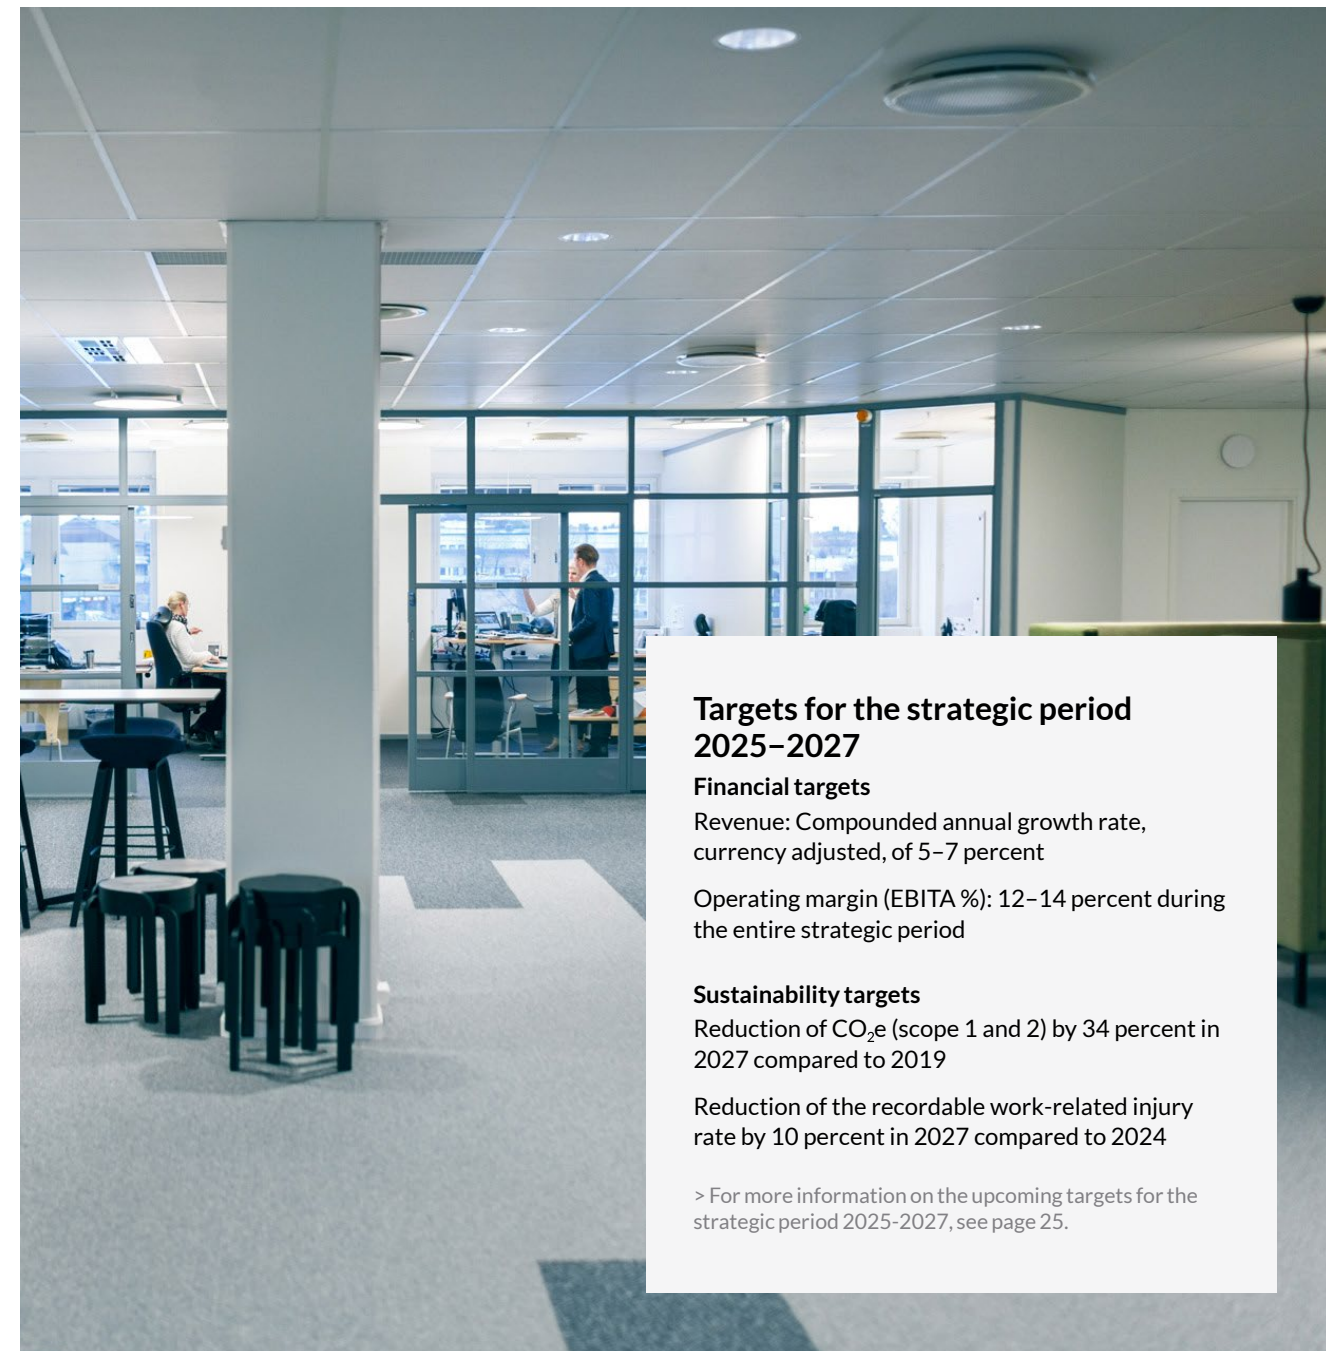 Targets for the strategic period
2025–2027
Financial targets
Revenue: Compounded annual growth rate,
currency adjusted, of 5–7 percent
Operating margin (EBITA %): 12–14 percent during
the entire strategic period
Sustainability targets
Reduction of CO₂e (scope 1 and 2) by 34 percent in
2027 compared to 2019
Reduction of the recordable work-related injury
rate by 10 percent in 2027 compared to 2024
> For more information on the upcoming targets for the
strategic period 2025-2027, see page 25.